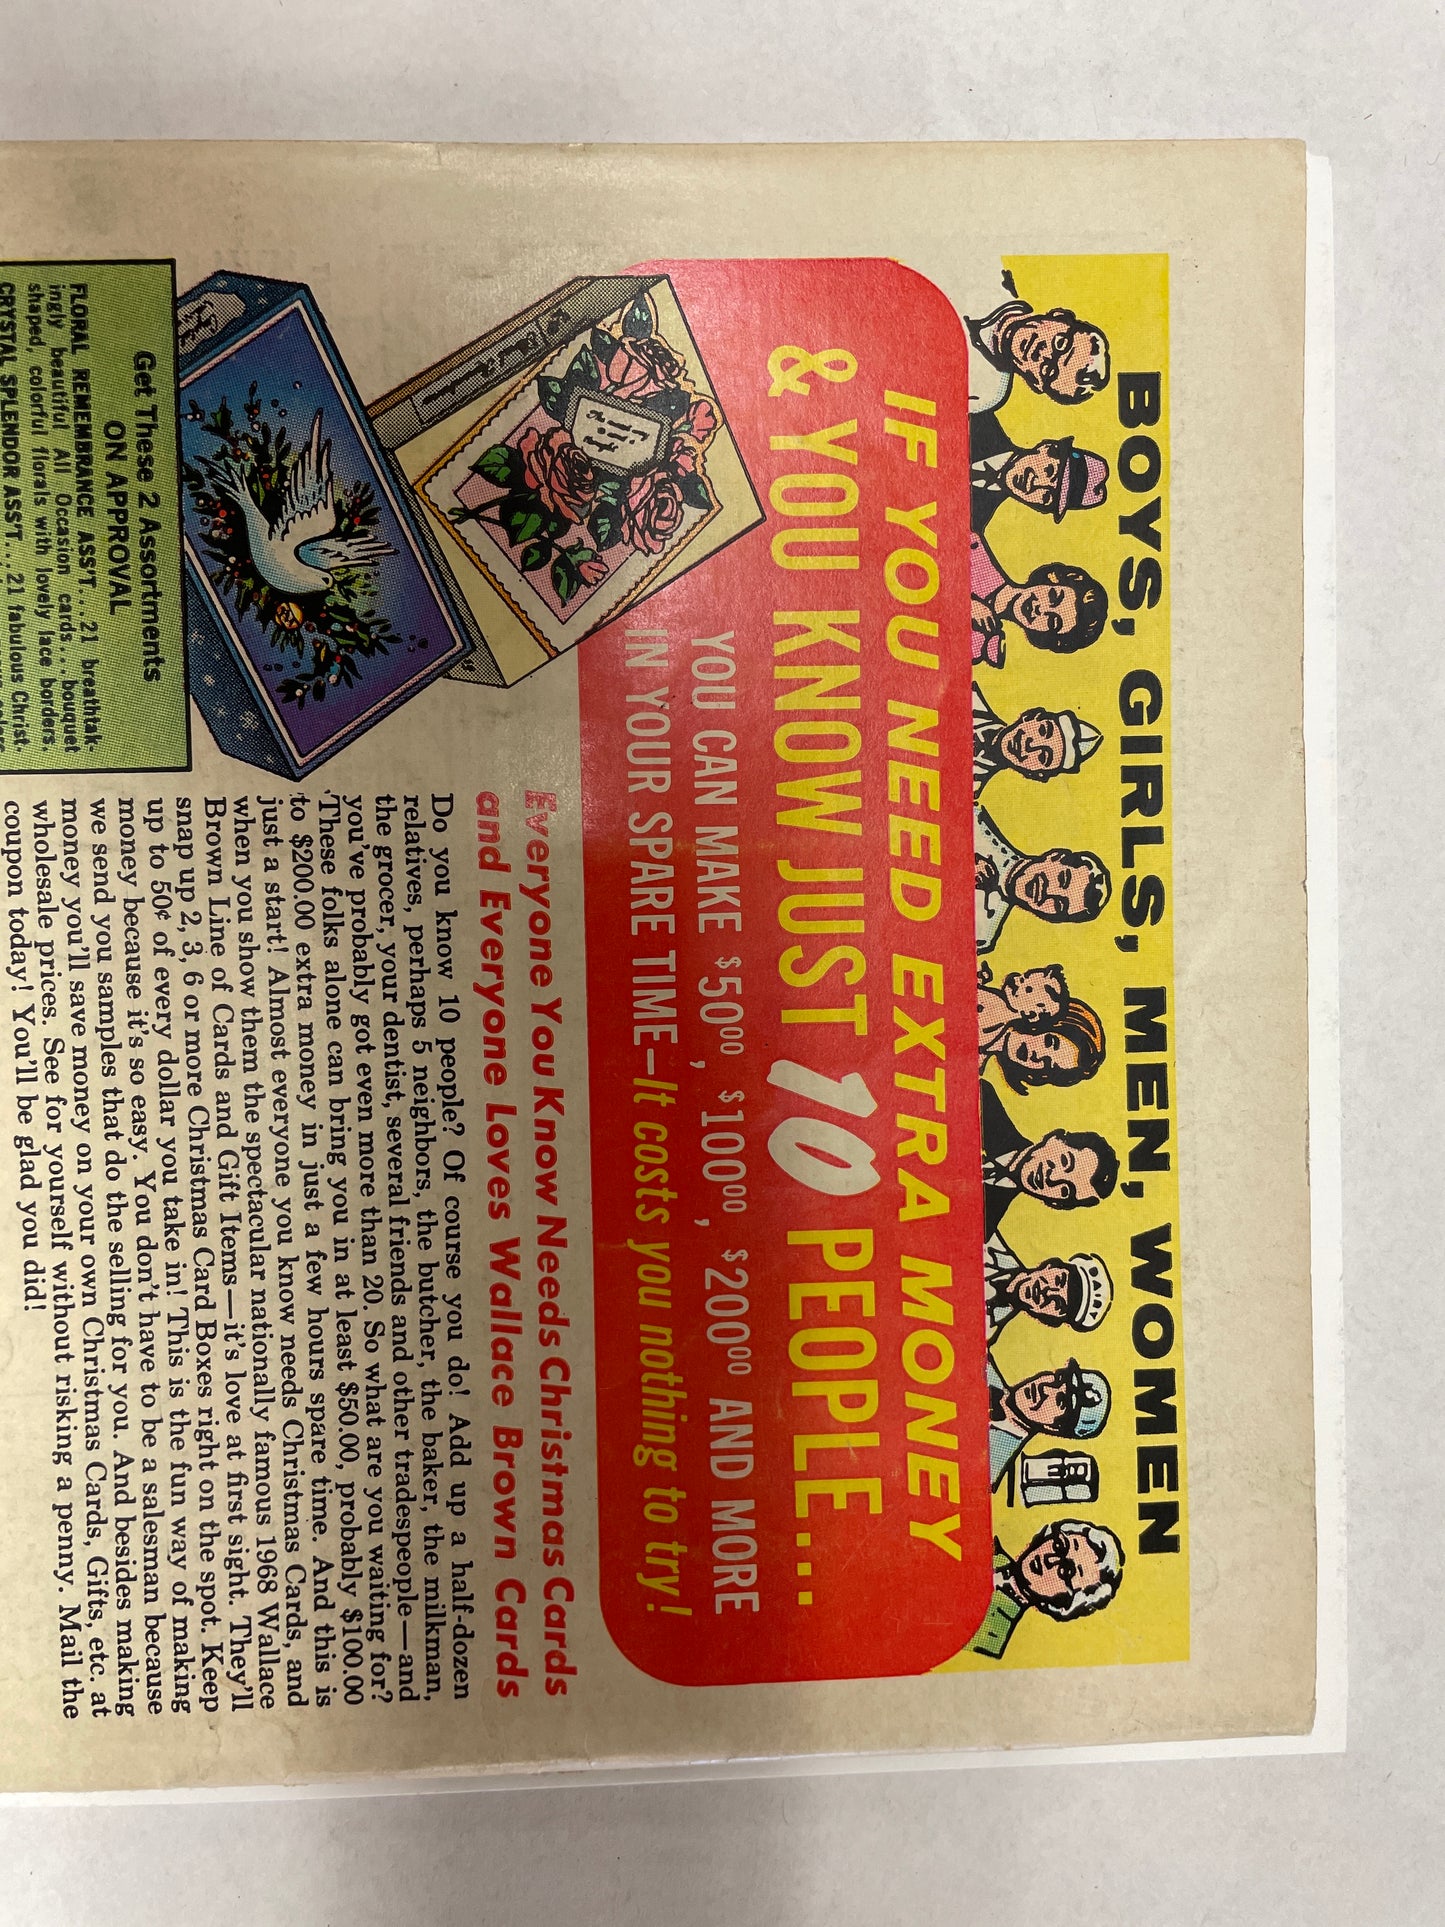 BOYS, GIRLS, MEN, WOMEN
DAIRY
IF YOU NEED EXTRA MONEY
& YOU KNOW JUST 10 PEOPLE...
YOU CAN MAKE $50⁰⁰, $100⁰⁰, $200⁰⁰ AND MORE
IN YOUR SPARE TIME—It costs you nothing to try!
Everyone You Know Needs Christmas Cards
and Everyone Loves Wallace Brown Cards
Do you know 10 people? Of course you do! Add up a half-dozen
relatives, perhaps 5 neighbors, the butcher, the baker, the milkman,
the grocer, your dentist, several friends and other tradespeople—and
you've probably got even more than 20. So what are you waiting for?
These folks alone can bring you in at least $50.00, probably $100.00
to $200.00 extra money in just a few hours spare time. And this is
just a start! Almost everyone you know needs Christmas Cards, and
when you show them the spectacular nationally famous 1968 Wallace
Brown Line of Cards and Gift Items—it's love at first sight. They'll
snap up 2, 3, 6 or more Christmas Card Boxes right on the spot. Keep
up to 50¢ of every dollar you take in! This is the fun way of making
money because it's so easy. You don't have to be a salesman because
we send you samples that do the selling for you. And besides making
money you'll save money on your own Christmas Cards, Gifts, etc. at
wholesale prices. See for yourself without risking a penny. Mail the
coupon today! You'll be glad you did!
Get These 2 Assortments
ON APPROVAL
FLORAL REMEMBRANCE ASS'T...21 breathtak-
ingly beautiful All Occasion cards...bouquet
shaped, colorful florals with lovely lace borders.
CRYSTAL SPLENDOR ASS'T...21 fabulous Christ-